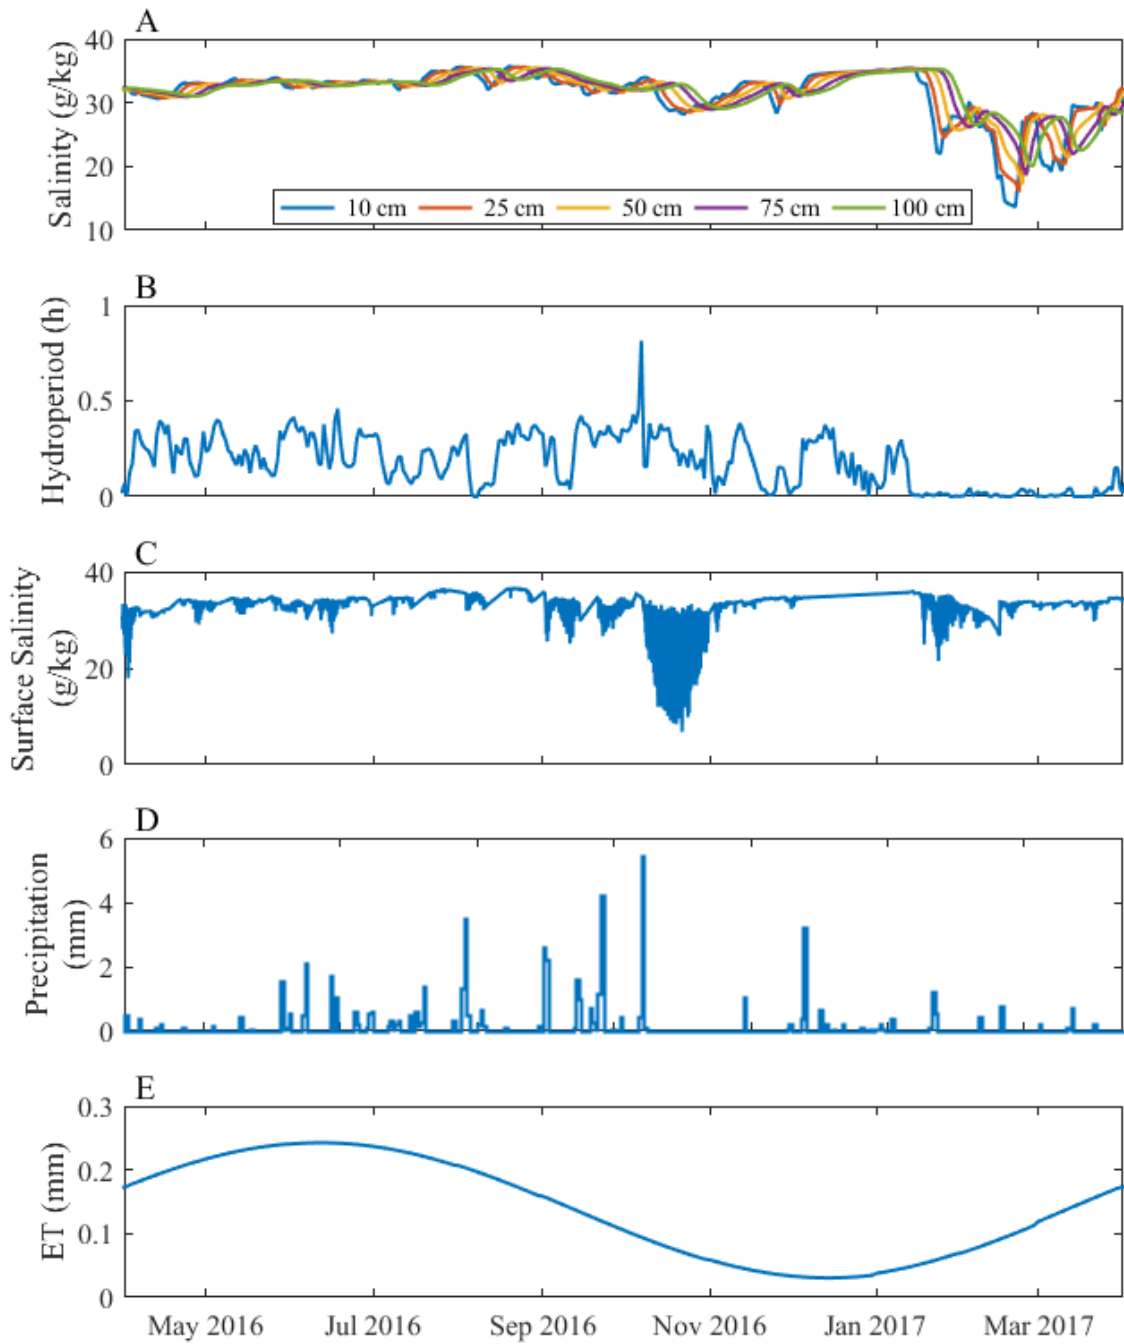 A
Salinity (g/kg)
40
30
20
10
10 cm 25 cm 50 cm 75 cm 100 cm
B
Hydroperiod (h)
1
0.5
0
C
Surface Salinity
(g/kg)
40
20
0
D
Precipitation
(mm)
6
4
2
0
E
ET (mm)
0.3
0.2
0.1
0
May 2016 Jul 2016 Sep 2016 Nov 2016 Jan 2017 Mar 2017